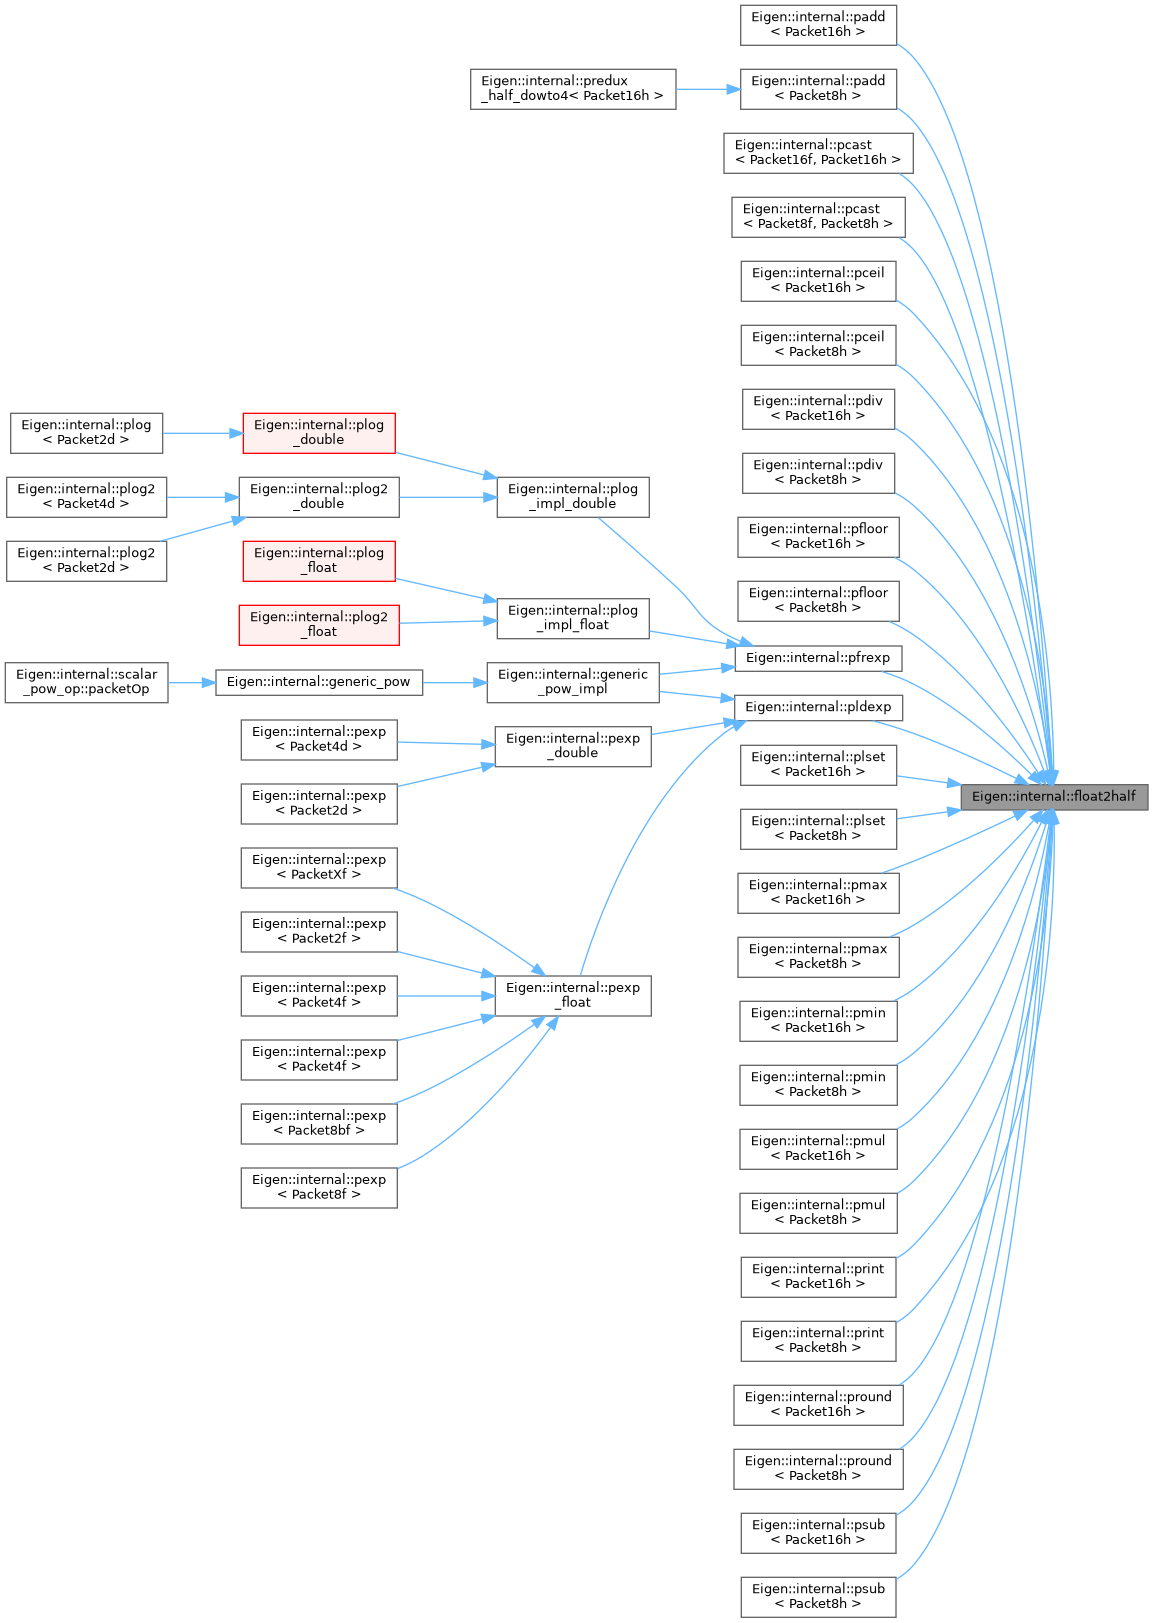 Eigen::internal::padd
< Packet16h >
Eigen::internal::predux
_half_dowto4< Packet16h >
Eigen::internal::padd
< Packet8h >
Eigen::internal::pcast
< Packet16f, Packet16h >
Eigen::internal::pcast
< Packet8f, Packet8h >
Eigen::internal::pceil
< Packet16h >
Eigen::internal::pceil
< Packet8h >
Eigen::internal::pdiv
< Packet16h >
Eigen::internal::plog
< Packet2d >
Eigen::internal::plog
_double
Eigen::internal::pdiv
< Packet8h >
Eigen::internal::plog2
< Packet4d >
Eigen::internal::plog2
_double
Eigen::internal::plog
_impl_double
Eigen::internal::pfloor
< Packet16h >
Eigen::internal::plog2
< Packet2d >
Eigen::internal::plog
_float
Eigen::internal::pfloor
< Packet8h >
Eigen::internal::plog2
_float
Eigen::internal::plog
_impl_float
Eigen::internal::pfrexp
Eigen::internal::scalar
_pow_op::packetOp
Eigen::internal::generic_pow
Eigen::internal::generic
_pow_impl
Eigen::internal::pldexp
Eigen::internal::pexp
< Packet4d >
Eigen::internal::pexp
_double
Eigen::internal::plset
< Packet16h >
Eigen::internal::float2half
Eigen::internal::pexp
< Packet2d >
Eigen::internal::plset
< Packet8h >
Eigen::internal::pexp
< PacketXf >
Eigen::internal::pmax
< Packet16h >
Eigen::internal::pexp
< Packet2f >
Eigen::internal::pmax
< Packet8h >
Eigen::internal::pexp
< Packet4f >
Eigen::internal::pexp
_float
Eigen::internal::pmin
< Packet16h >
Eigen::internal::pexp
< Packet4f >
Eigen::internal::pmin
< Packet8h >
Eigen::internal::pexp
< Packet8bf >
Eigen::internal::pmul
< Packet16h >
Eigen::internal::pexp
< Packet8f >
Eigen::internal::pmul
< Packet8h >
Eigen::internal::print
< Packet16h >
Eigen::internal::print
< Packet8h >
Eigen::internal::pround
< Packet16h >
Eigen::internal::pround
< Packet8h >
Eigen::internal::psub
< Packet16h >
Eigen::internal::psub
< Packet8h >